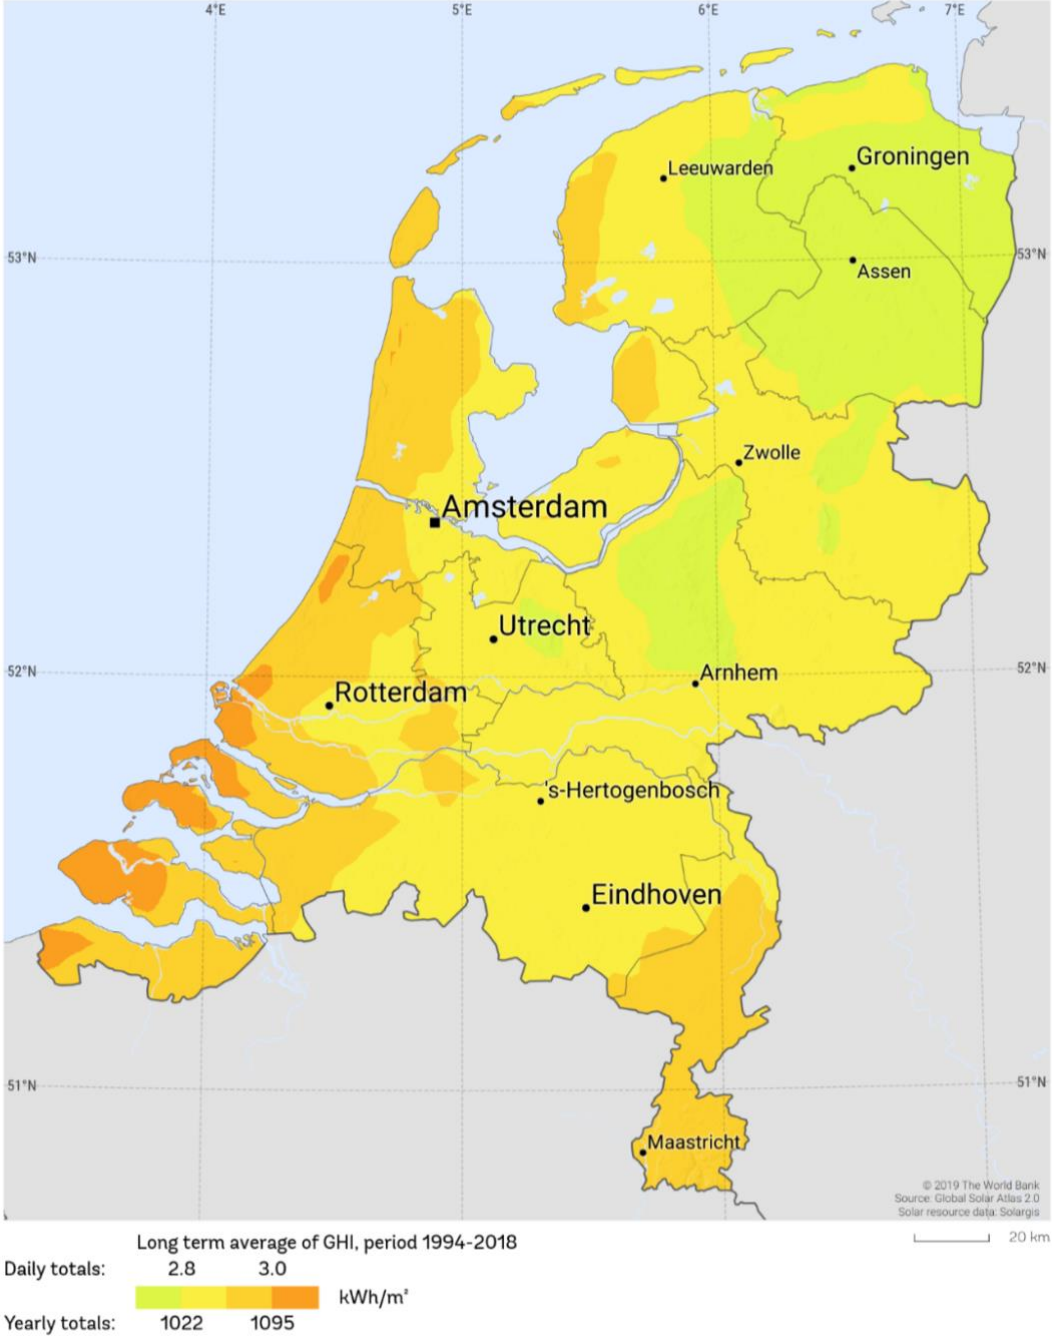 4°E 5°E 6°E 7°E
Groningen
Leeuwarden
53°N 53°N
Assen
Zwolle
Amsterdam
Utrecht
52°N 52°N
Arnhem
Rotterdam
's-Hertogenbosch
Eindhoven
51°N 51°N
Maastricht
© 2019 The World Bank
Source: Global Solar Atlas 2.0
Solar resource data: Solargis
20 km
Long term average of GHI, period 1994-2018
Daily totals: 2.8 3.0
kWh/m²
Yearly totals: 1022 1095